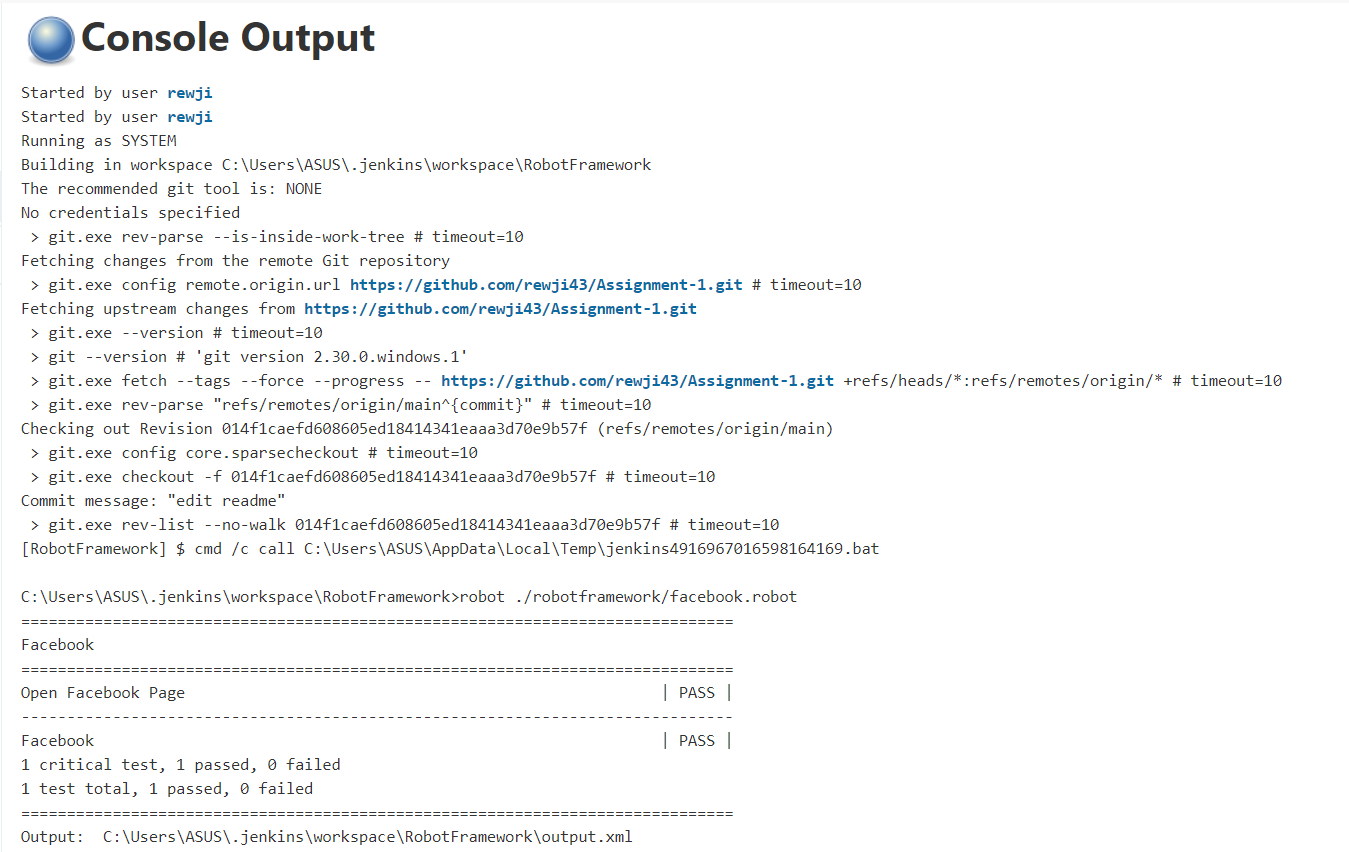 Console Output
Started by user rewji
Started by user rewji
Running as SYSTEM
Building in workspace C:\Users\ASUS\.jenkins\workspace\RobotFramework
The recommended git tool is: NONE
No credentials specified
 > git.exe rev-parse --is-inside-work-tree # timeout=10
Fetching changes from the remote Git repository
 > git.exe config remote.origin.url https://github.com/rewji43/Assignment-1.git # timeout=10
Fetching upstream changes from https://github.com/rewji43/Assignment-1.git
 > git.exe --version # timeout=10
 > git --version # 'git version 2.30.0.windows.1'
 > git.exe fetch --tags --force --progress -- https://github.com/rewji43/Assignment-1.git +refs/heads/*:refs/remotes/origin/* # timeout=10
 > git.exe rev-parse "refs/remotes/origin/main^{commit}" # timeout=10
Checking out Revision 014f1caefd608605ed18414341eaaa3d70e9b57f (refs/remotes/origin/main)
 > git.exe config core.sparsecheckout # timeout=10
 > git.exe checkout -f 014f1caefd608605ed18414341eaaa3d70e9b57f # timeout=10
Commit message: "edit readme"
 > git.exe rev-list --no-walk 014f1caefd608605ed18414341eaaa3d70e9b57f # timeout=10
[RobotFramework] $ cmd /c call C:\Users\ASUS\AppData\Local\Temp\jenkins4916967016598164169.bat

C:\Users\ASUS\.jenkins\workspace\RobotFramework>robot ./robotframework/facebook.robot
==============================================================================
Facebook
==============================================================================
Open Facebook Page                                                    | PASS |
------------------------------------------------------------------------------
Facebook                                                              | PASS |
1 critical test, 1 passed, 0 failed
1 test total, 1 passed, 0 failed
==============================================================================
Output:  C:\Users\ASUS\.jenkins\workspace\RobotFramework\output.xml